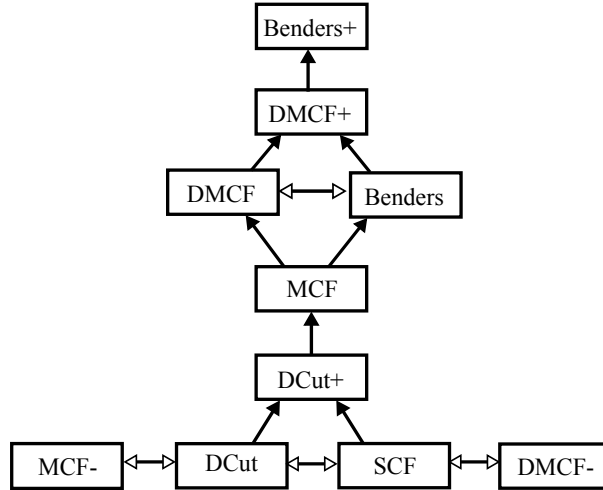 Benders+
DMCF+
DMCF
Benders
MCF
DCut+
MCF-
DCut
SCF
DMCF-